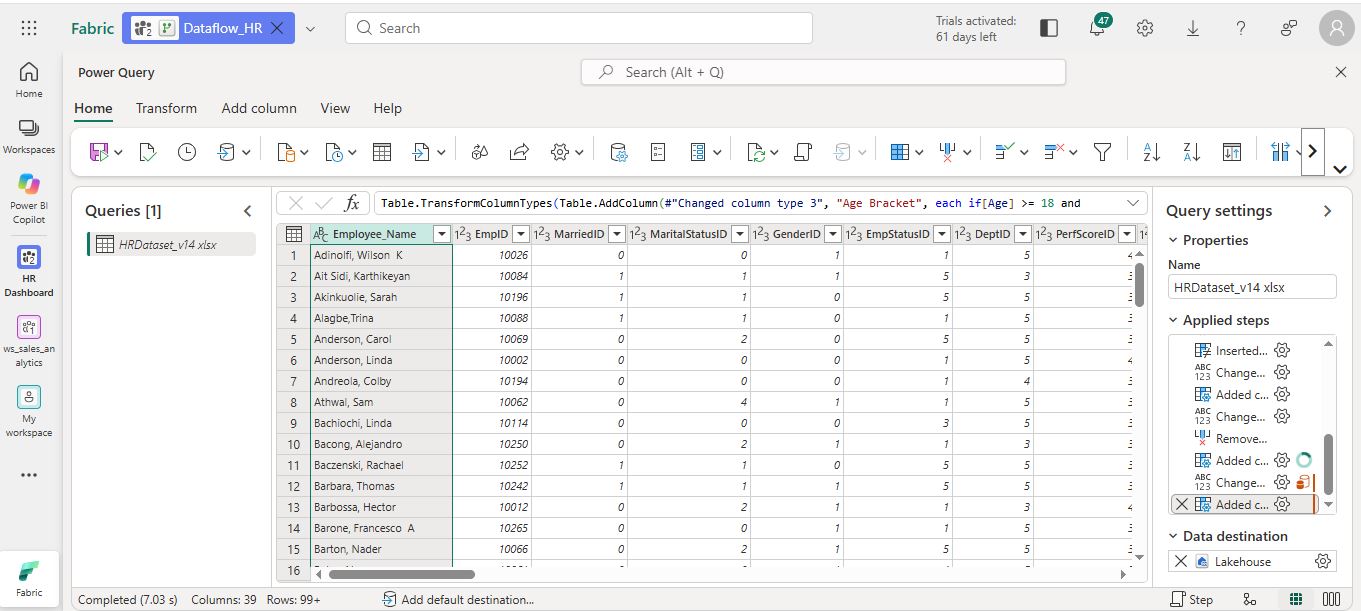 Fabric
Dataflow_HR
Search
Trials activated:
61 days left
47
Home
Workspaces
Power BI
Copilot
HR
Dashboard
ws_sales_an
alytics
My
workspace
Fabric
Power Query
Search (Alt + Q)
Home Transform Add column View Help
Queries [1]
HRDataset_v14 xlsx
fx Table.TransformColumnTypes(Table.AddColumn(#"Changed column type 3", "Age Bracket", each if[Age] >= 18 and
Employee_Name EmpID MarriedID MaritalStatusID GenderID EmpStatusID DeptID PerfScoreID
1 Adinolfi, Wilson K 10026 0 0 1 1 5
2 Ait Sidi, Karthikeyan 10084 1 1 1 5 3
3 Akinkuolie, Sarah 10196 1 1 0 5 5
4 Alagbe,Trina 10088 1 1 0 1 5
5 Anderson, Carol 10069 0 2 0 5 5
6 Anderson, Linda 10002 0 0 0 1 5
7 Andreola, Colby 10194 0 0 0 1 4
8 Athwal, Sam 10062 0 4 1 1 5
9 Bachiochi, Linda 10114 0 0 0 3 5
10 Bacong, Alejandro 10250 0 2 1 1 3
11 Baczenski, Rachael 10252 1 1 0 5 5
12 Barbara, Thomas 10242 1 1 1 5 5
13 Barbossa, Hector 10012 0 2 1 1 3
14 Barone, Francesco A 10265 0 0 1 1 5
15 Barton, Nader 10066 0 2 1 5 5
16
Query settings
Properties
Name
HRDataset_v14 xlsx
Applied steps
Inserted...
Change...
Added c...
Change...
Remove...
Added c...
Change...
Added c...
Data destination
Lakehouse
Completed (7.03 s) Columns: 39 Rows: 99+
Add default destination...
Step